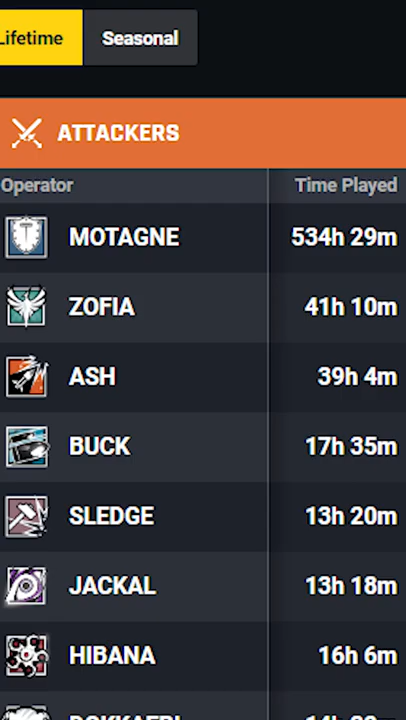 Lifetime Seasonal
ATTACKERS
Operator Time Played
MOTAGNE 534h 29m
ZOFIA 41h 10m
ASH 39h 4m
BUCK 17h 35m
SLEDGE 13h 20m
JACKAL 13h 18m
HIBANA 16h 6m
DOKKAEBI